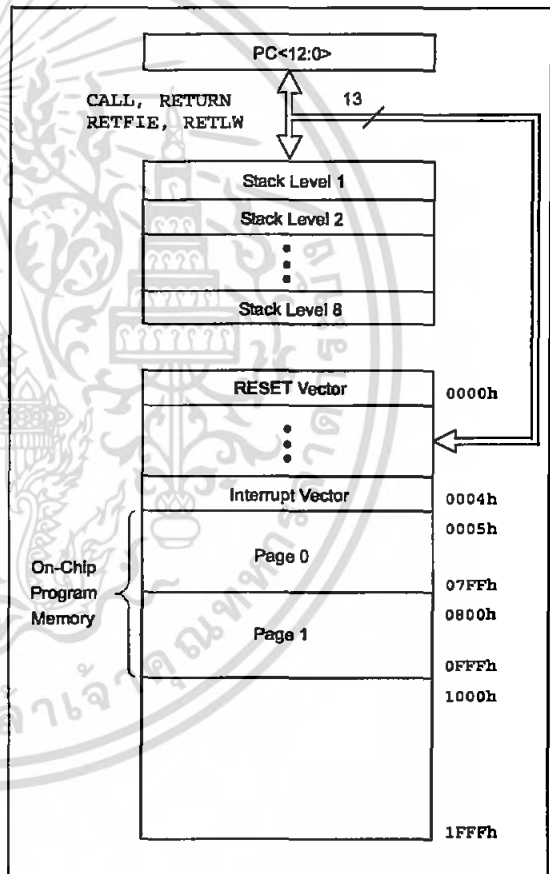 PC<12:0>
CALL, RETURN
RETFIE, RETLW
13
Stack Level 1
Stack Level 2
Stack Level 8
RESET Vector
0000h
Interrupt Vector
0004h
0005h
On-Chip
Program
Memory
Page 0
07FFh
0800h
Page 1
0FFFh
1000h
1FFFh